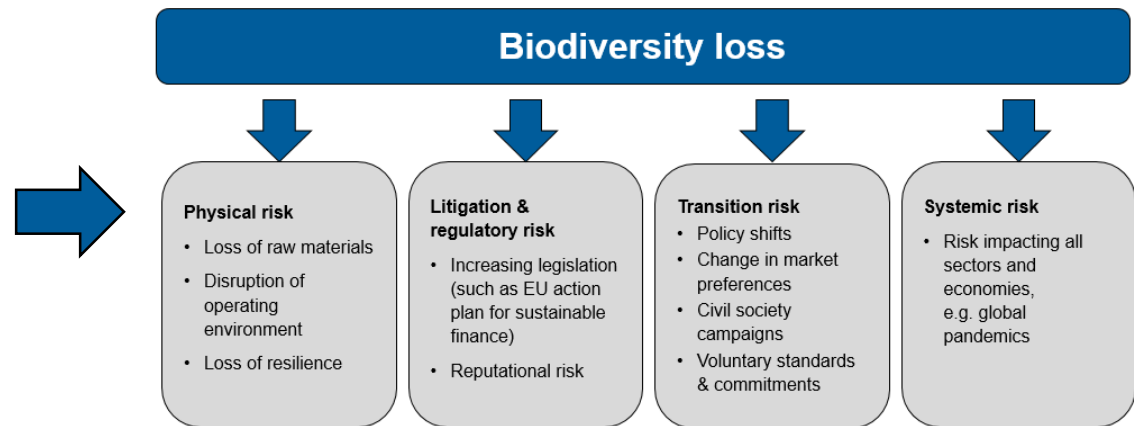 Biodiversity loss
Physical risk
• Loss of raw materials
• Disruption of
operating
environment
• Loss of resilience
Litigation &
regulatory risk
• Increasing legislation
(such as EU action
plan for sustainable
finance)
• Reputational risk
Transition risk
• Policy shifts
• Change in market
preferences
• Civil society
campaigns
• Voluntary standards
& commitments
Systemic risk
• Risk impacting all
sectors and
economies,
e.g. global
pandemics